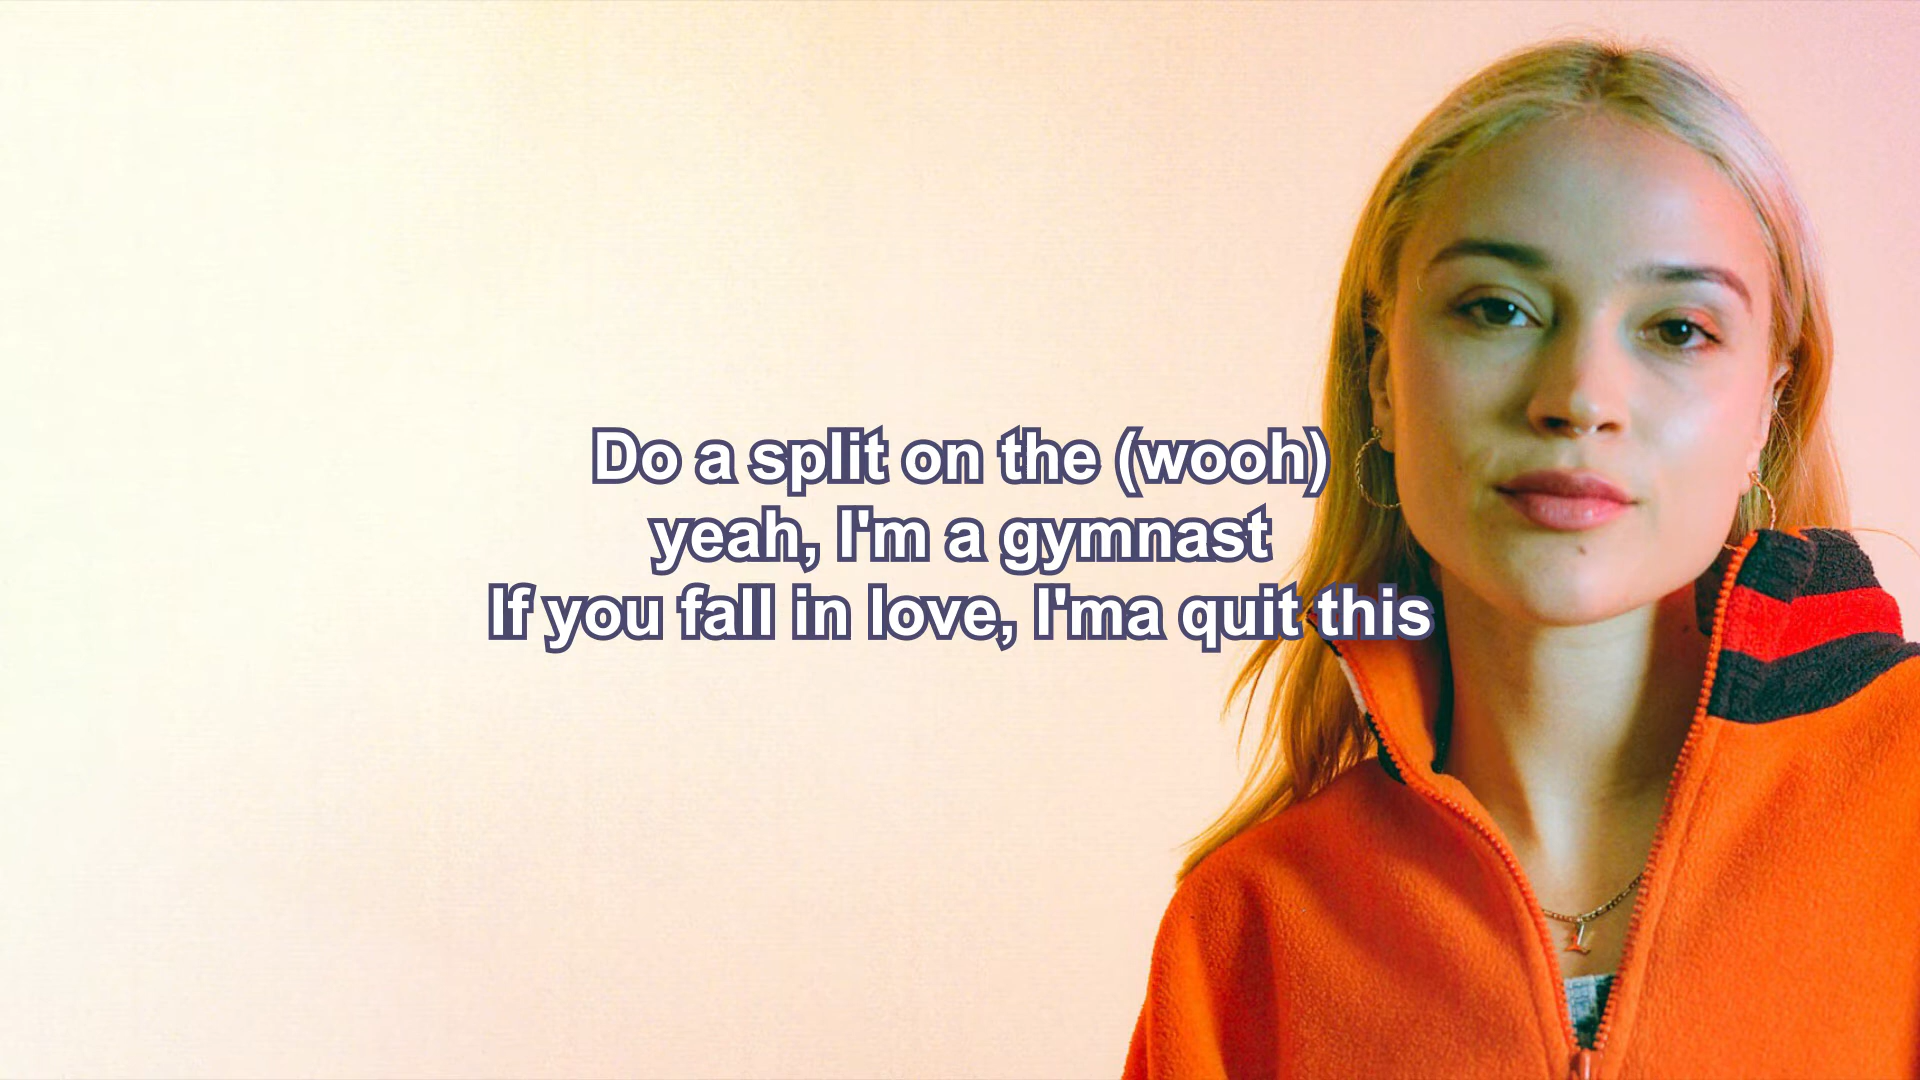 Do a split on the (wooh)
yeah, I'm a gymnast
If you fall in love, I'ma quit this